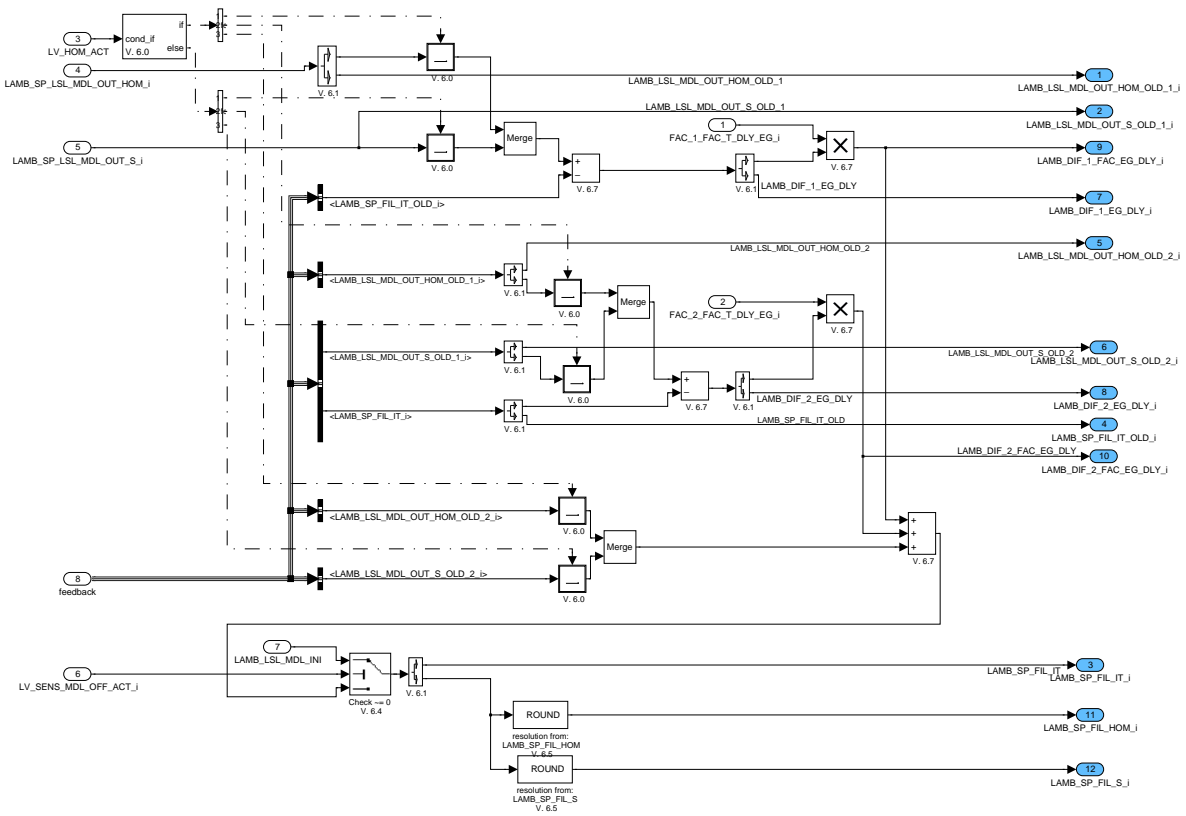 if
1
2
3
3
cond_if
LV_HOM_ACT
V. 6.0
else
4
LAMB_SP_LSL_MDL_OUT_HOM_i
V. 6.1
V. 6.0
LAMB_LSL_MDL_OUT_HOM_OLD_1
1
LAMB_LSL_MDL_OUT_HOM_OLD_1_i
1
2
3
LAMB_LSL_MDL_OUT_S_OLD_1
2
LAMB_LSL_MDL_OUT_S_OLD_1_i
1
FAC_1_FAC_T_DLY_EG_i
Merge
5
LAMB_SP_LSL_MDL_OUT_S_i
V. 6.0
V. 6.7
9
LAMB_DIF_1_FAC_EG_DLY_i
+
−
V. 6.7
V. 6.1
LAMB_DIF_1_EG_DLY
<LAMB_SP_FIL_IT_OLD_i>
7
LAMB_DIF_1_EG_DLY_i
LAMB_LSL_MDL_OUT_HOM_OLD_2
5
LAMB_LSL_MDL_OUT_HOM_OLD_2_i
<LAMB_LSL_MDL_OUT_HOM_OLD_1_i>
V. 6.1
V. 6.0
Merge
2
FAC_2_FAC_T_DLY_EG_i
V. 6.7
<LAMB_LSL_MDL_OUT_S_OLD_1_i>
V. 6.1
V. 6.0
LAMB_LSL_MDL_OUT_S_OLD_2
6
LAMB_LSL_MDL_OUT_S_OLD_2_i
+
−
V. 6.7
V. 6.1
LAMB_DIF_2_EG_DLY
8
LAMB_DIF_2_EG_DLY_i
<LAMB_SP_FIL_IT_i>
V. 6.1
LAMB_SP_FIL_IT_OLD
4
LAMB_SP_FIL_IT_OLD_i
LAMB_DIF_2_FAC_EG_DLY
10
LAMB_DIF_2_FAC_EG_DLY_i
<LAMB_LSL_MDL_OUT_HOM_OLD_2_i>
V. 6.0
Merge
+
+
+
V. 6.7
8
feedback
<LAMB_LSL_MDL_OUT_S_OLD_2_i>
V. 6.0
7
LAMB_LSL_MDL_INI
6
LV_SENS_MDL_OFF_ACT_i
Check ~= 0
V. 6.4
V. 6.1
LAMB_SP_FIL_IT
3
LAMB_SP_FIL_IT_i
ROUND
resolution from:
LAMB_SP_FIL_HOM
V. 6.5
11
LAMB_SP_FIL_HOM_i
ROUND
resolution from:
LAMB_SP_FIL_S
V. 6.5
12
LAMB_SP_FIL_S_i